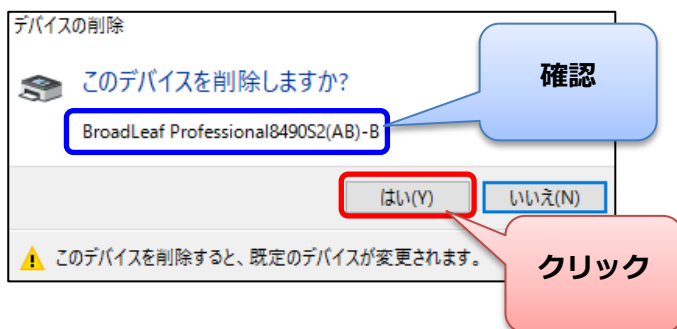 デバイスの削除
このデバイスを削除しますか?
確認
BroadLeaf Professional8490S2(AB)-B
はい(Y)
いいえ(N)
このデバイスを削除すると、既定のデバイスが変更されます。
クリック